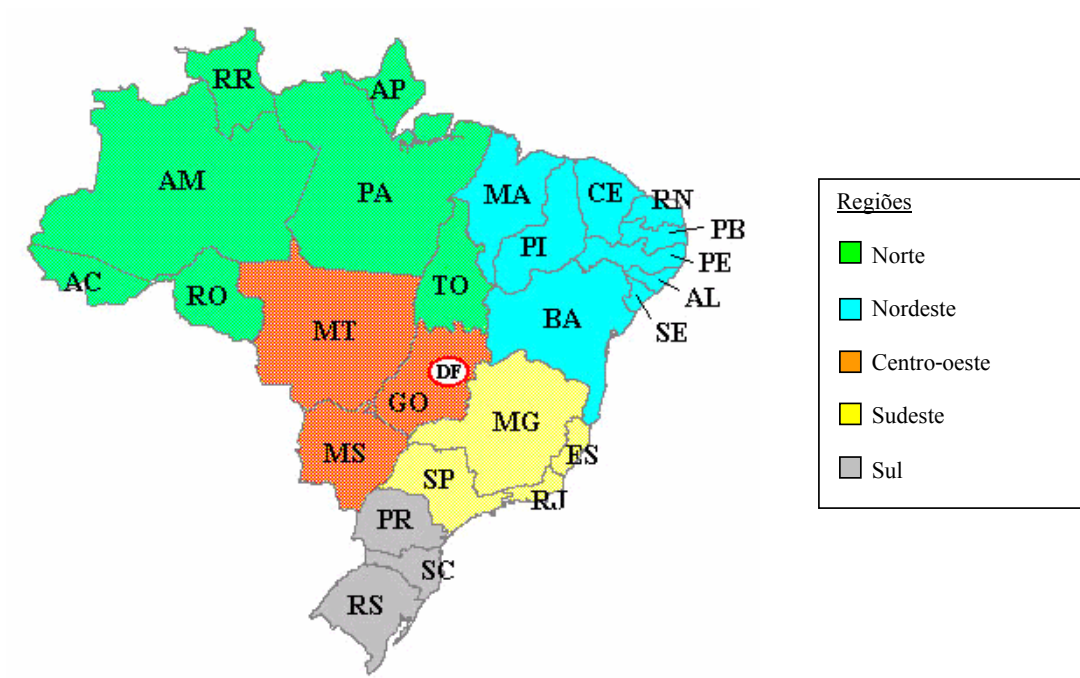 RR
AP
AM
PA
MA
CE
RN
PB
PI
PE
AC
RO
TO
AL
BA
SE
MT
DF
GO
MG
MS
ES
SP
RJ
PR
SC
RS
Regiões
Norte
Nordeste
Centro-oeste
Sudeste
Sul